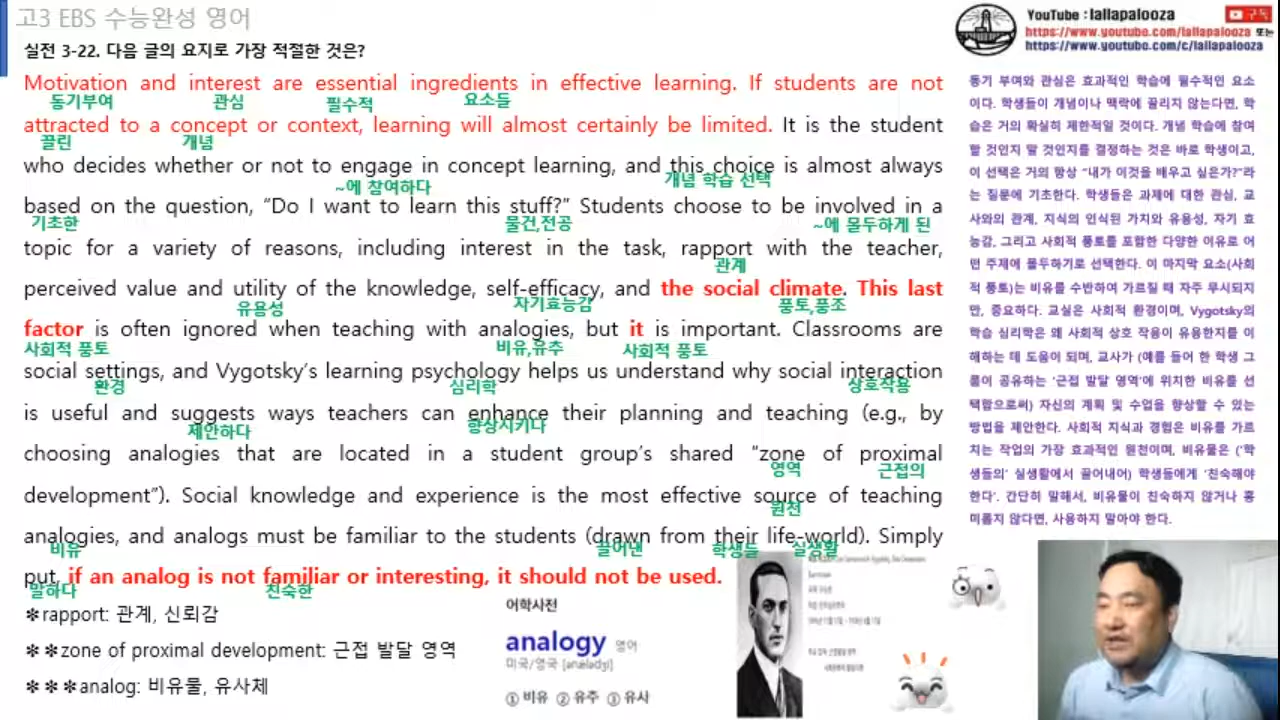 고3 EBS 수능완성 영어
YouTube : lallapalooza
구독
https://www.youtube.com/lallapalooza 또는
https://www.youtube.com/c/lallapalooza
실전 3-22. 다음 글의 요지로 가장 적절한 것은?
Motivation and interest are essential ingredients in effective learning. If students are not
동기부여 관심 필수적 요소들
attracted to a concept or context, learning will almost certainly be limited. It is the student
끌린 개념
who decides whether or not to engage in concept learning, and this choice is almost always
~에 참여하다 개념 학습 선택
based on the question, “Do I want to learn this stuff?” Students choose to be involved in a
기초한 물건,전공 ~에 몰두하게 된
topic for a variety of reasons, including interest in the task, rapport with the teacher,
관계
perceived value and utility of the knowledge, self-efficacy, and the social climate. This last
유용성 자기효능감 풍토,풍조
factor is often ignored when teaching with analogies, but it is important. Classrooms are
사회적 풍토 비유,유추 사회적 풍토
social settings, and Vygotsky’s learning psychology helps us understand why social interaction
환경 심리학 상호작용
is useful and suggests ways teachers can enhance their planning and teaching (e.g., by
제안하다 향상시키다
choosing analogies that are located in a student group’s shared “zone of proximal
영역 근접의
development”). Social knowledge and experience is the most effective source of teaching
원천
analogies, and analogs must be familiar to the students (drawn from their life-world). Simply
비유 끌어낸 학생들 실생활
put, if an analog is not familiar or interesting, it should not be used.
말하다 친숙한
*rapport: 관계, 신뢰감
**zone of proximal development: 근접 발달 영역
***analog: 비유물, 유사체
어학사전
analogy 영어
미국/영국 [ənǽlədʒi]
① 비유 ② 유추 ③ 유사
동기 부여와 관심은 효과적인 학습에 필수적인 요소
이다. 학생들이 개념이나 맥락에 끌리지 않는다면, 학
습은 거의 확실히 제한적일 것이다. 개념 학습에 참여
할 것인지 말 것인지를 결정하는 것은 바로 학생이고,
이 선택은 거의 항상 “내가 이것을 배우고 싶은가?”라
는 질문에 기초한다. 학생들은 과제에 대한 관심, 교
사와의 관계, 지식의 인식된 가치와 유용성, 자기 효
능감, 그리고 사회적 풍토를 포함한 다양한 이유로 어
떤 주제에 몰두하기로 선택한다. 이 마지막 요소(사회
적 풍토)는 비유를 수반하여 가르칠 때 자주 무시되지
만, 중요하다. 교실은 사회적 환경이며, Vygotsky의
학습 심리학은 왜 사회적 상호 작용이 유용한지를 이
해하는 데 도움이 되며, 교사가 (예를 들어 한 학생 그
룹이 공유하는 ‘근접 발달 영역’에 위치한 비유를 선
택함으로써) 자신의 계획 및 수업을 향상할 수 있는
방법을 제안한다. 사회적 지식과 경험은 비유를 가르
치는 작업의 가장 효과적인 원천이며, 비유물은 (‘학
생들의’ 실생활에서 끌어내어) 학생들에게 ‘친숙해야
한다’. 간단히 말해서, 비유물이 친숙하지 않거나 흥
미롭지 않다면, 사용하지 말아야 한다.